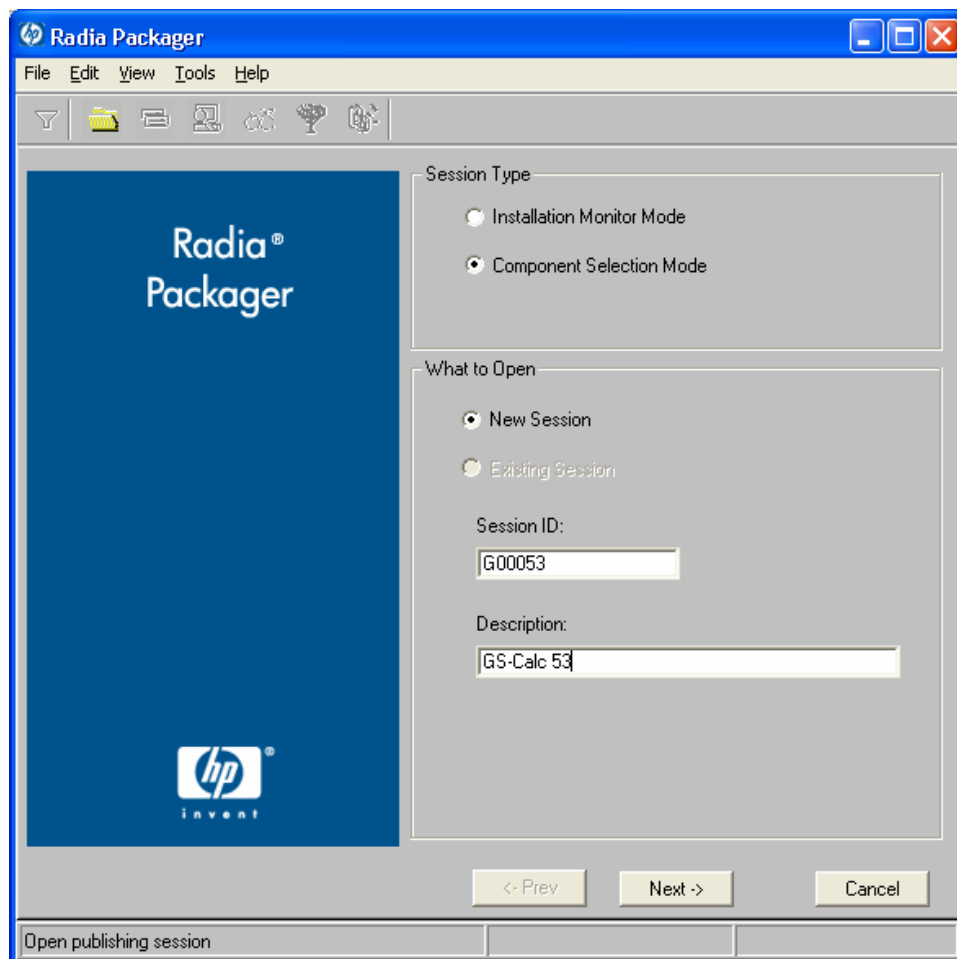 Radia Packager
File Edit View Tools Help
Session Type
Installation Monitor Mode
Component Selection Mode
Radia®
Packager
What to Open
New Session
Existing Session
Session ID:
G00053
Description:
GS-Calc 53
hp®
invent
<- Prev Next -> Cancel
Open publishing session